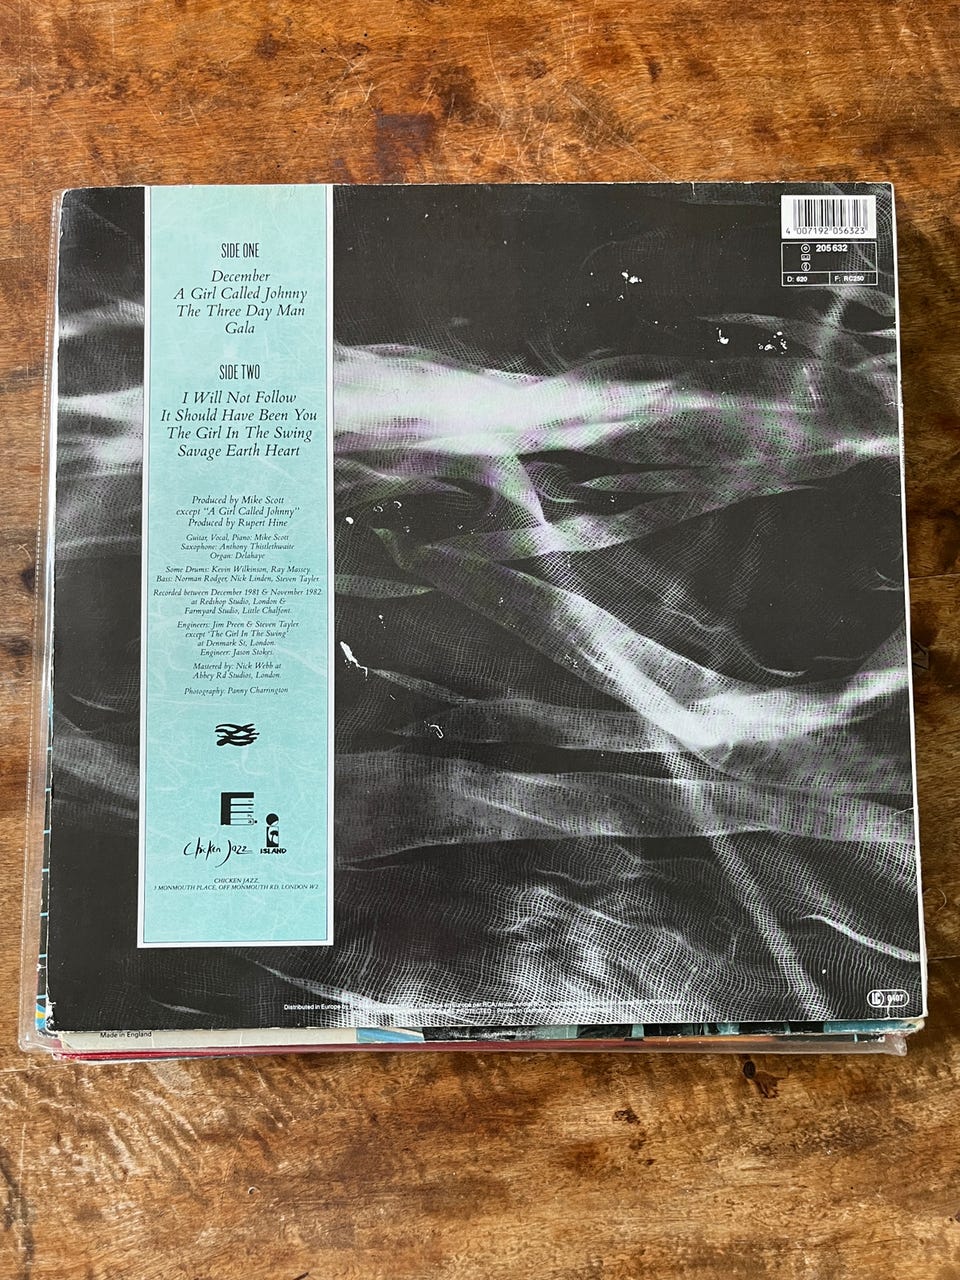 SIDE ONE
December
A Girl Called Johnny
The Three Day Man
Gala
SIDE TWO
I Will Not Follow
It Should Have Been You
The Girl In The Swing
Savage Earth Heart
Produced by Mike Scott
except "A Girl Called Johnny"
Produced by Rupert Hine
Guitar, Vocal, Piano: Mike Scott
Saxophone: Anthony Thistlethwaite
Organ: Delahaye
Some Drums: Kevin Wilkinson, Ray Massey.
Bass: Norman Rodger, Nick Linden, Steven Tayler.
Recorded between December 1981 & November 1982
at Redshop Studio, London &
Farmyard Studio, Little Chalfont.
Engineers: Jim Preen & Steven Tayler
except 'The Girl In The Swing'
at Denmark St, London.
Engineer: Jason Stokes.
Mastered by: Nick Webb at
Abbey Rd Studios, London.
Photography: Panny Charrington
Chicken Jazz
ISLAND
CHICKEN JAZZ,
3 MONMOUTH PLACE, OFF MONMOUTH RD, LONDON W2
4 007192 056323
205 632
D: 620
F: RC250
Distributed in Europe
LC 0407
Made in England